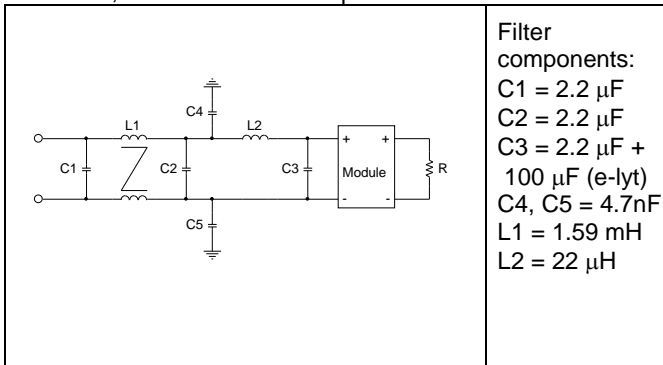 C4
L1
L2
C1
C2
C3
+
+
Module
R
-
-
C5
Filter
components:
C1 = 2.2 μF
C2 = 2.2 μF
C3 = 2.2 μF +
100 μF (e-lyt)
C4, C5 = 4.7nF
L1 = 1.59 mH
L2 = 22 μH